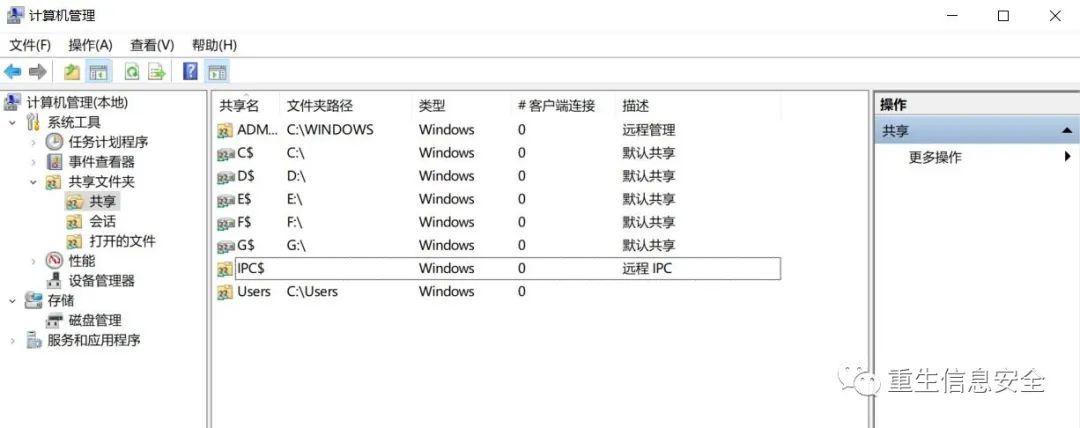 计算机管理
文件(F) 操作(A) 查看(V) 帮助(H)
计算机管理(本地)
系统工具
任务计划程序
事件查看器
共享文件夹
共享
会话
打开的文件
性能
设备管理器
存储
磁盘管理
服务和应用程序
共享名 文件夹路径 类型 # 客户端连接 描述
ADM... C:\WINDOWS Windows 0 远程管理
C$ C:\ Windows 0 默认共享
D$ D:\ Windows 0 默认共享
E$ E:\ Windows 0 默认共享
F$ F:\ Windows 0 默认共享
G$ G:\ Windows 0 默认共享
IPC$ Windows 0 远程 IPC
Users C:\Users Windows 0
操作
共享
更多操作
重生信息安全